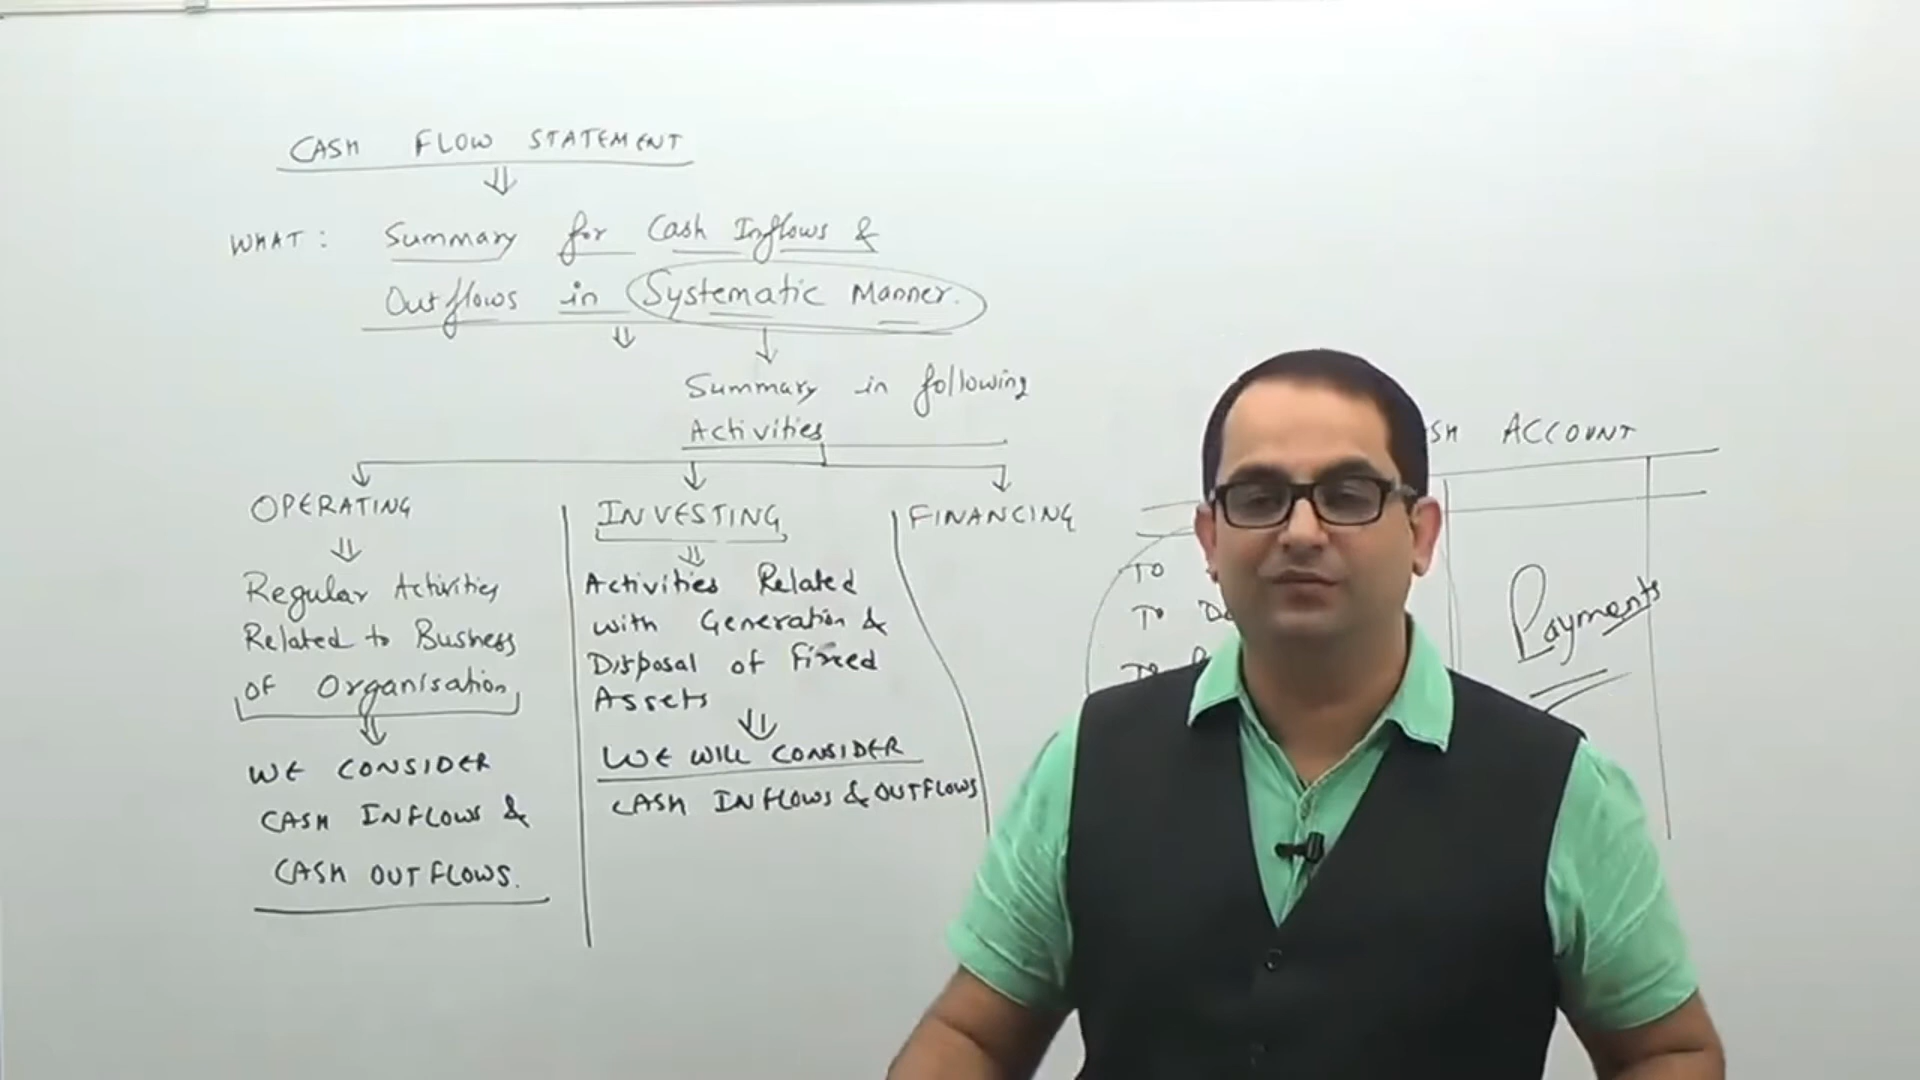 CASH FLOW STATEMENT
WHAT: Summary for Cash Inflows &
Outflows in Systematic Manner.
Summary in following
Activities
OPERATING
Regular Activities
Related to Business
of Organisation
WE CONSIDER
CASH INFLOWS &
CASH OUTFLOWS.
INVESTING
Activities Related
with Generation &
Disposal of Fixed
Assets
WE WILL CONSIDER
CASH INFLOWS & OUTFLOWS
FINANCING
SH ACCOUNT
TO
To
To
Payments